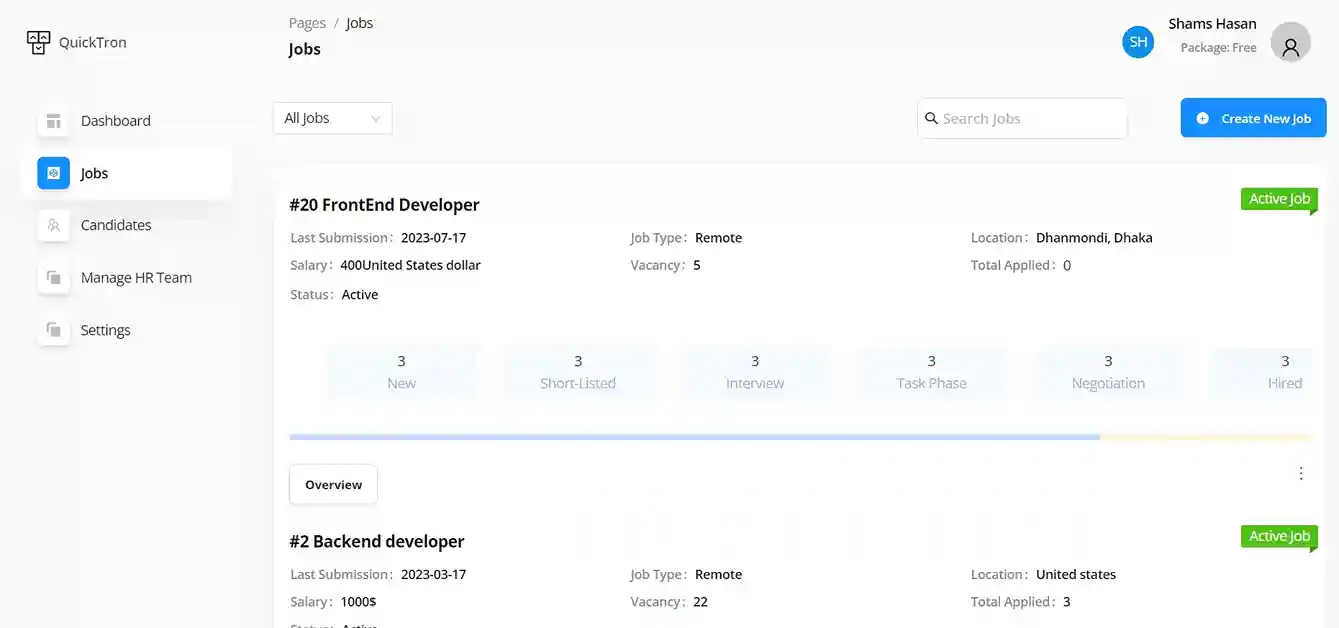 QuickTron
Pages / Jobs
Jobs
SH
Shams Hasan
Package: Free
Dashboard
Jobs
Candidates
Manage HR Team
Settings
All Jobs
Search Jobs
Create New Job
#20 FrontEnd Developer
Active Job
Last Submission: 2023-07-17
Job Type: Remote
Location: Dhanmondi, Dhaka
Salary: 400United States dollar
Vacancy: 5
Total Applied: 0
Status: Active
3
New
3
Short-Listed
3
Interview
3
Task Phase
3
Negotiation
3
Hired
Overview
#2 Backend developer
Active Job
Last Submission: 2023-03-17
Job Type: Remote
Location: United states
Salary: 1000$
Vacancy: 22
Total Applied: 3
Status: Active